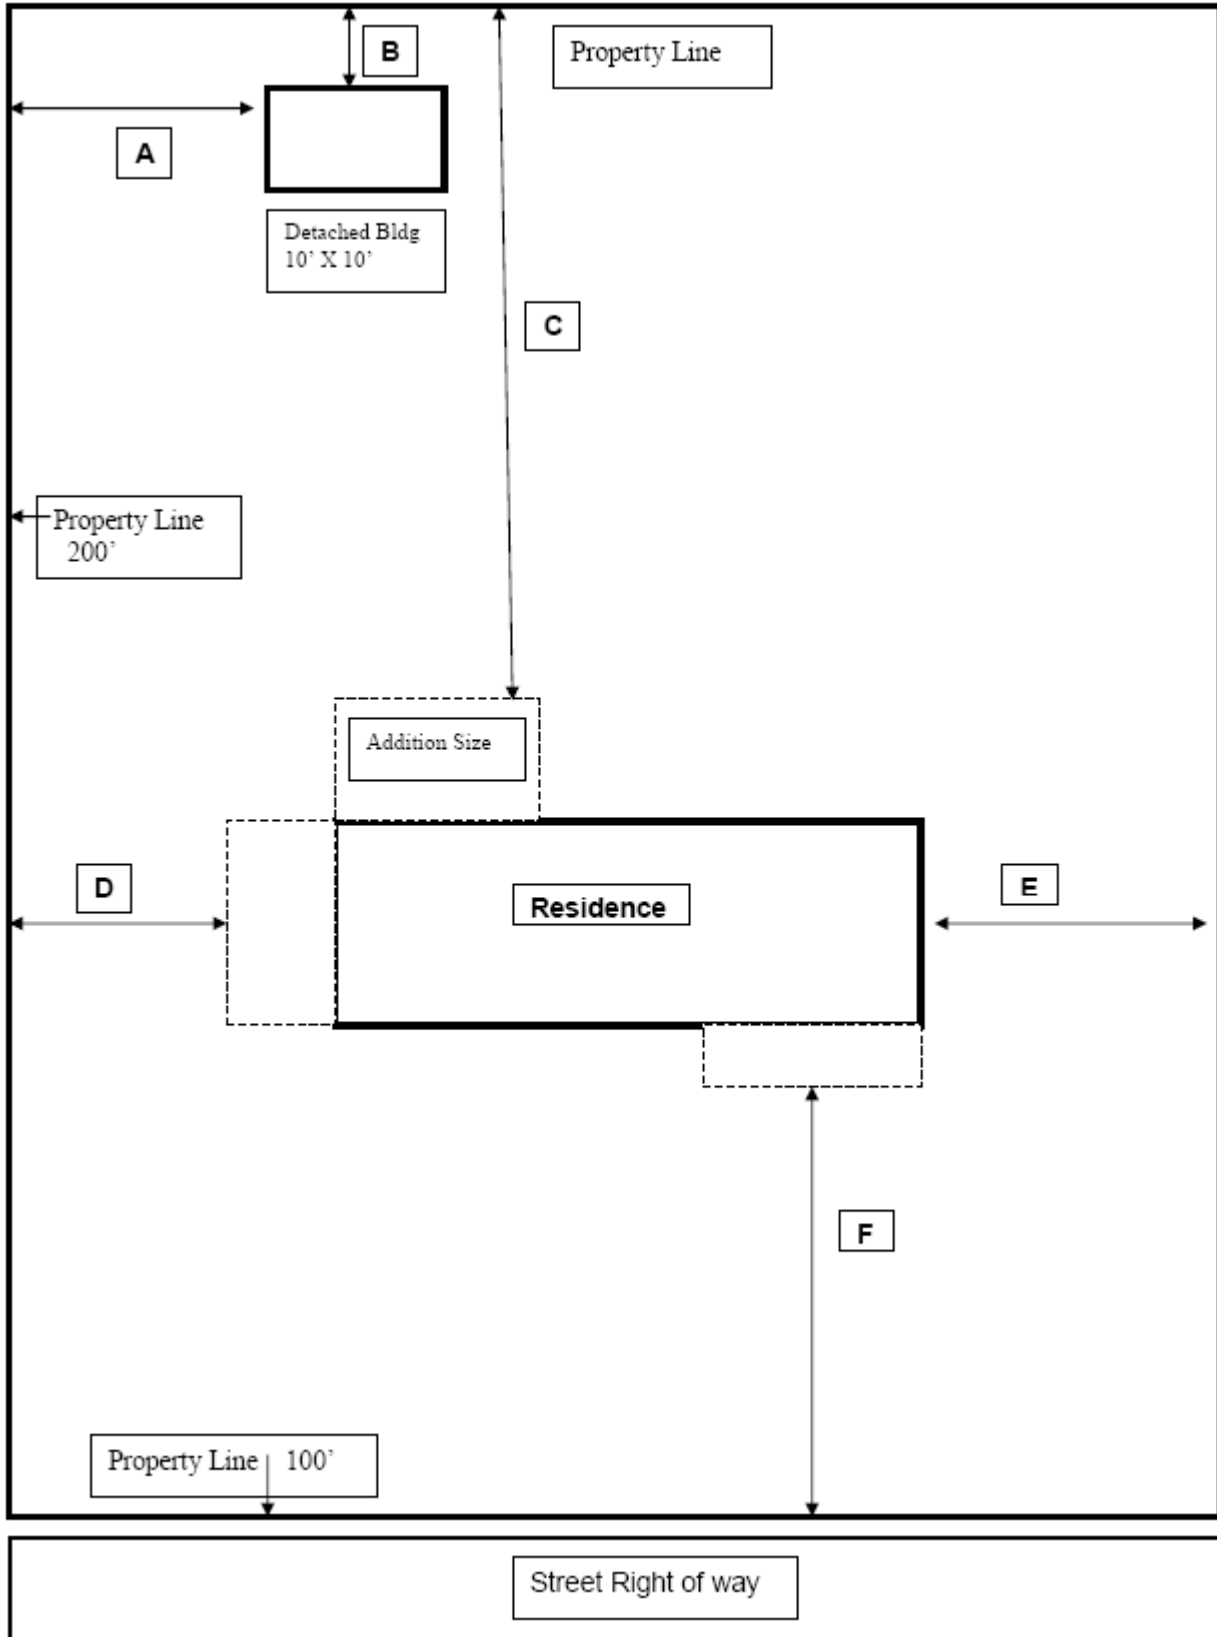 B
Property Line
A
Detached Bldg
10’ X 10’
C
Property Line
200’
Addition Size
D
Residence
E
F
Property Line 100’
Street Right of way